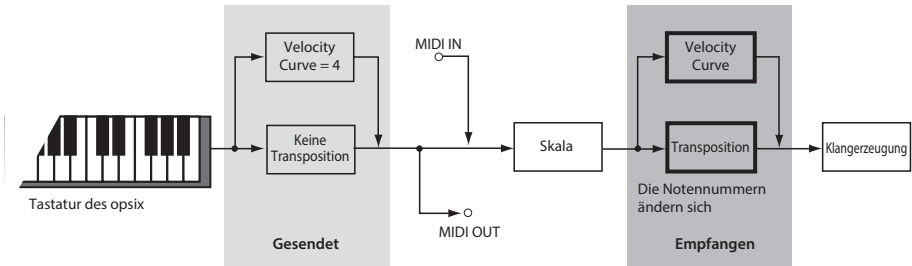 Velocity
Curve = 4
MIDI IN
Velocity
Curve
Keine
Transposition
Skala
Transposition
Klangerzeugung
Die Notennummern
ändern sich
Tastatur des opsix
MIDI OUT
Gesendet
Empfangen